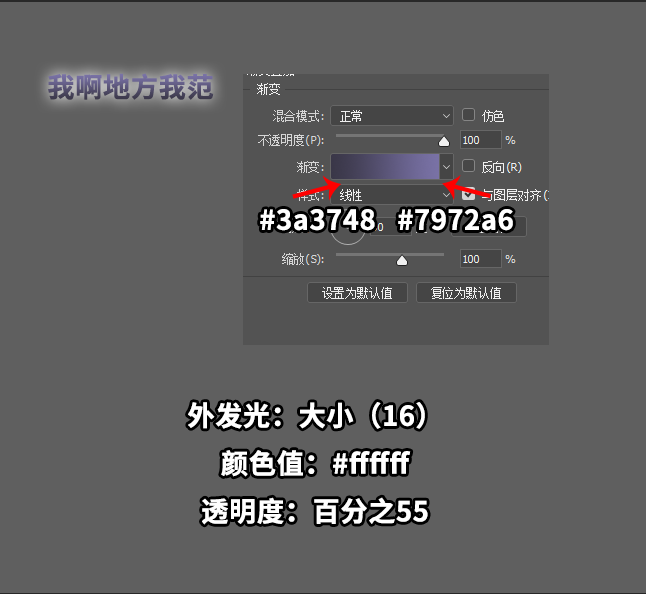 我啊地方我范
渐变
混合模式: 正常 仿色
不透明度(P): 100 %
渐变: 反向(R)
样式: 线性 与图层对齐(
#3a3748 #7972a6
缩放(S): 100 %
设置为默认值 复位为默认值
外发光：大小（16）
颜色值：#ffffff
透明度：百分之55